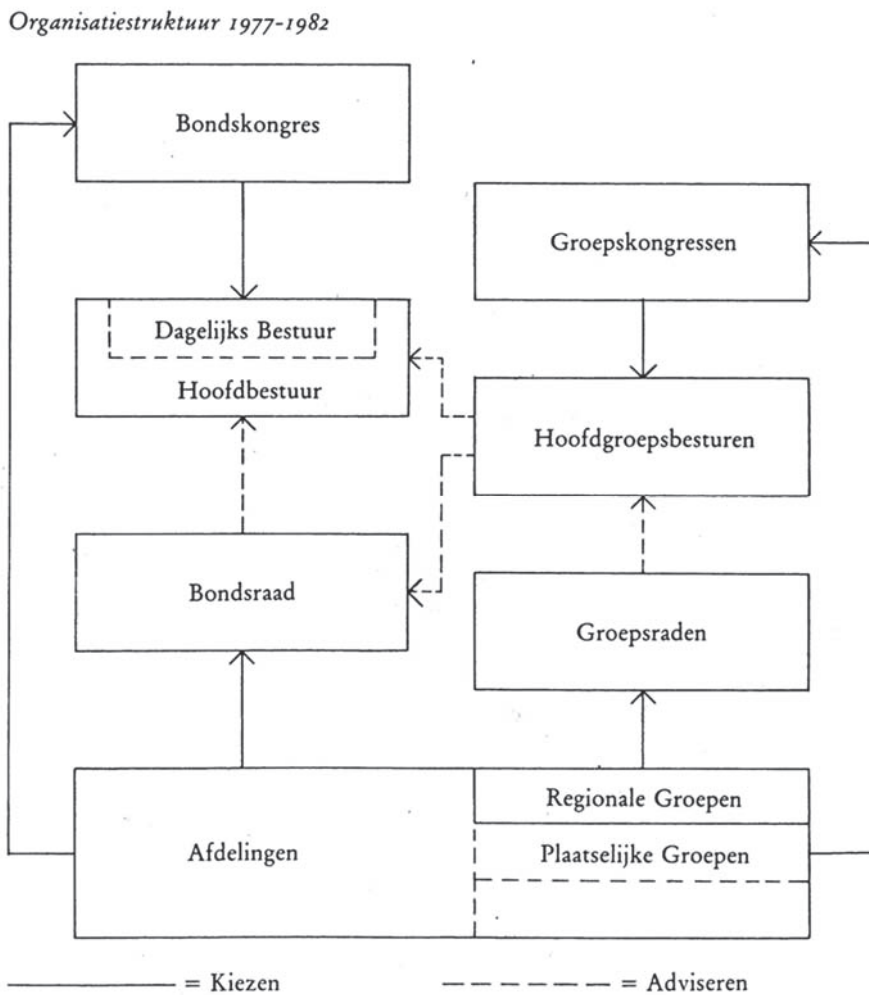 Organisatiestruktuur 1977-1982
Bondskongres
Groepskongressen
Dagelijks Bestuur
Hoofdbestuur
Hoofdgroepsbesturen
Bondsraad
Groepsraden
Regionale Groepen
Afdelingen
Plaatselijke Groepen
= Kiezen
= Adviseren